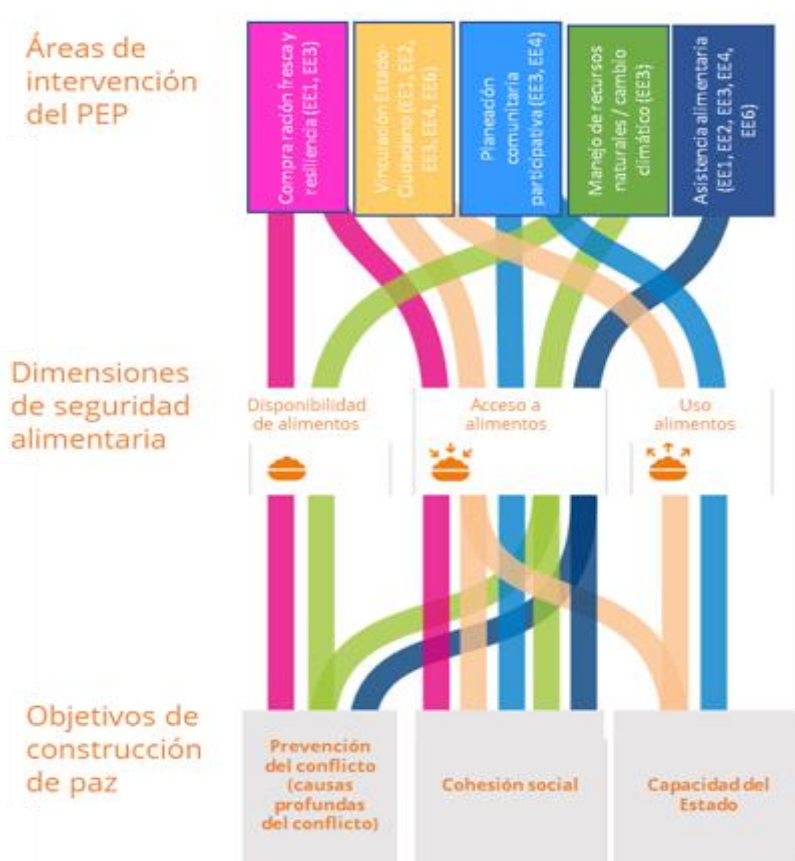 Áreas de
intervención
del PEP
Compra ración fresca y
resiliencia (EE1, EE3)
Vinculación Estado-
Ciudadano (EE1, EE2,
EE3, EE4, EE6)
Planeación
comunitaria
participativa (EE3, EE4)
Manejo de recursos
naturales / cambio
climático (EE3)
Asistencia alimentaria
(EE1, EE2, EE3, EE4,
EE6)
Dimensiones
de seguridad
alimentaria
Disponibilidad
de alimentos
Acceso a
alimentos
Uso
alimentos
Objetivos de
construcción
de paz
Prevención
del conflicto
(causas
profundas
del conflicto)
Cohesión social
Capacidad del
Estado